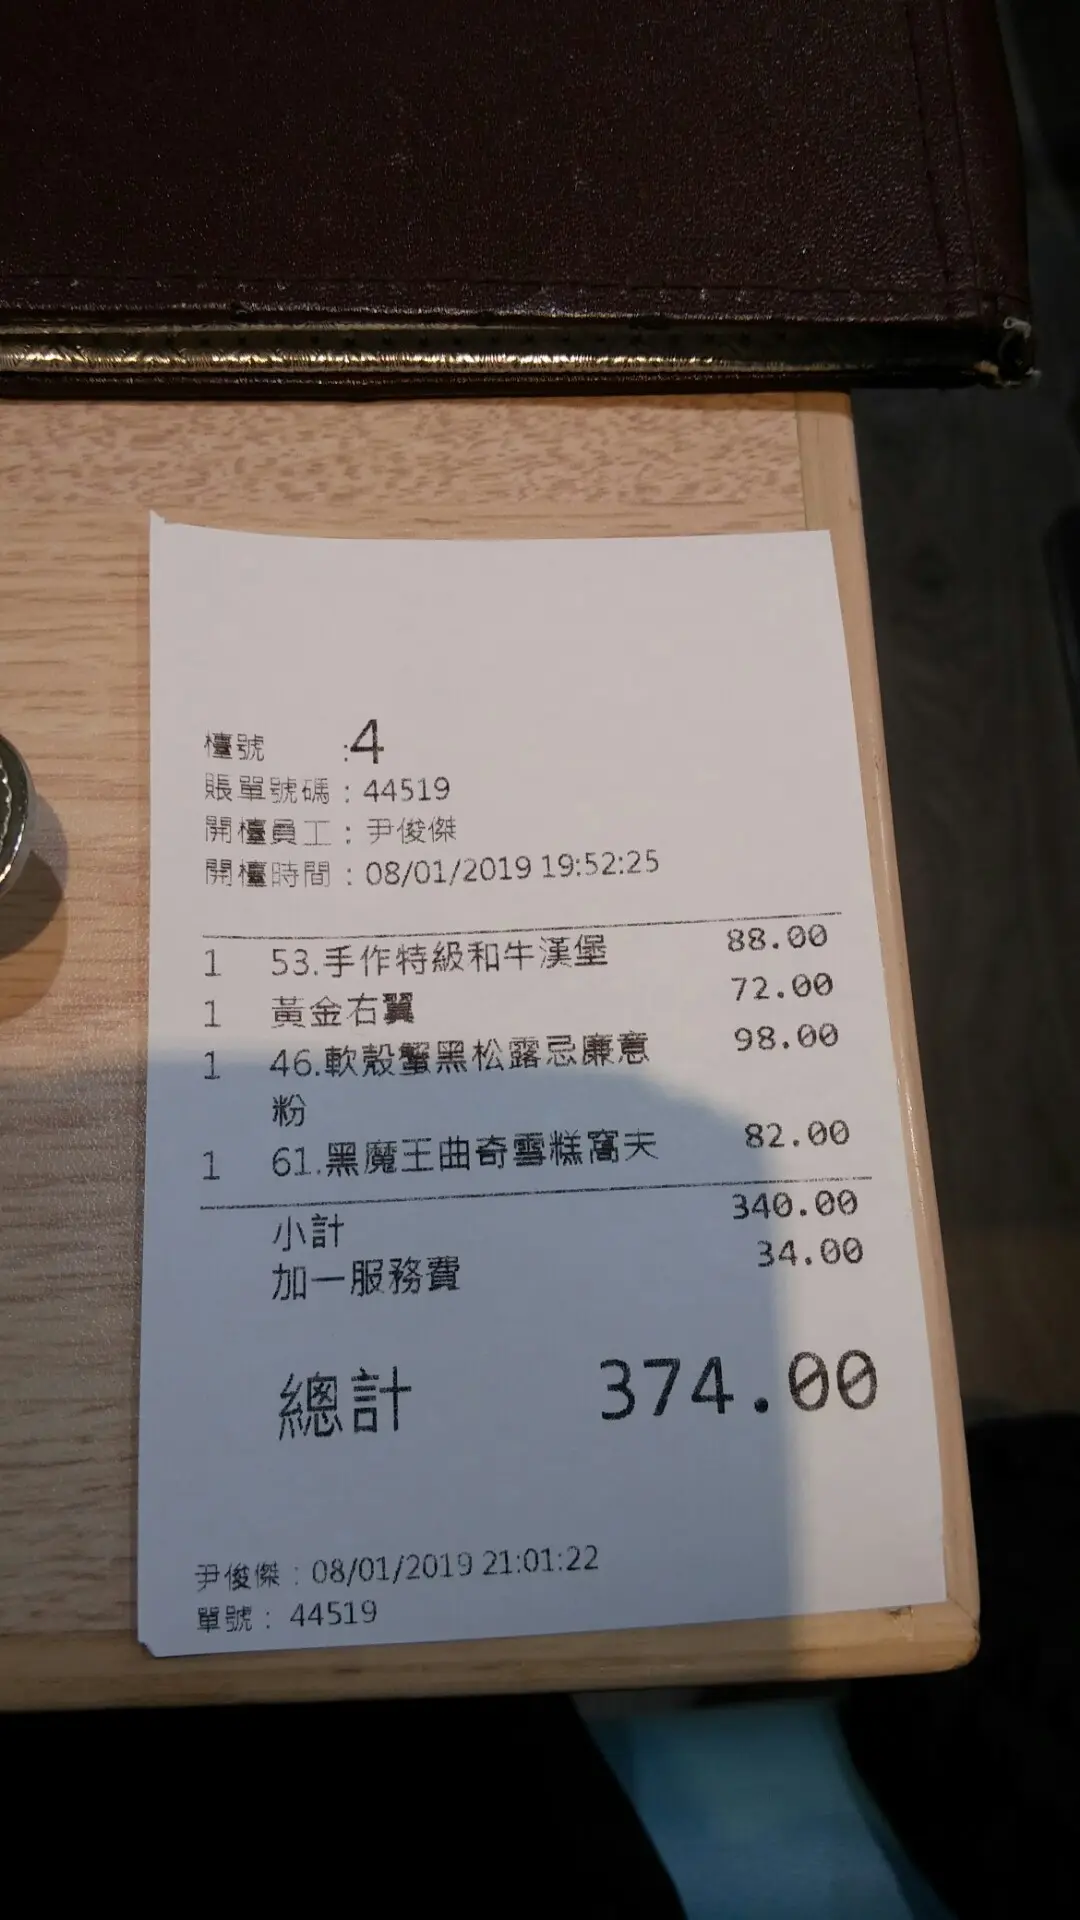 檯號 :4
賬單號碼 : 44519
開檯員工 : 尹俊傑
開檯時間 : 08/01/2019 19:52:25
1 53.手作特級和牛漢堡 88.00
1 黃金右翼 72.00
1 46.軟殼蟹黑松露忌廉意 98.00
粉
1 61.黑魔王曲奇雪糕窩夫 82.00
小計 340.00
加一服務費 34.00
總計 374.00
尹俊傑 : 08/01/2019 21:01:22
單號 : 44519